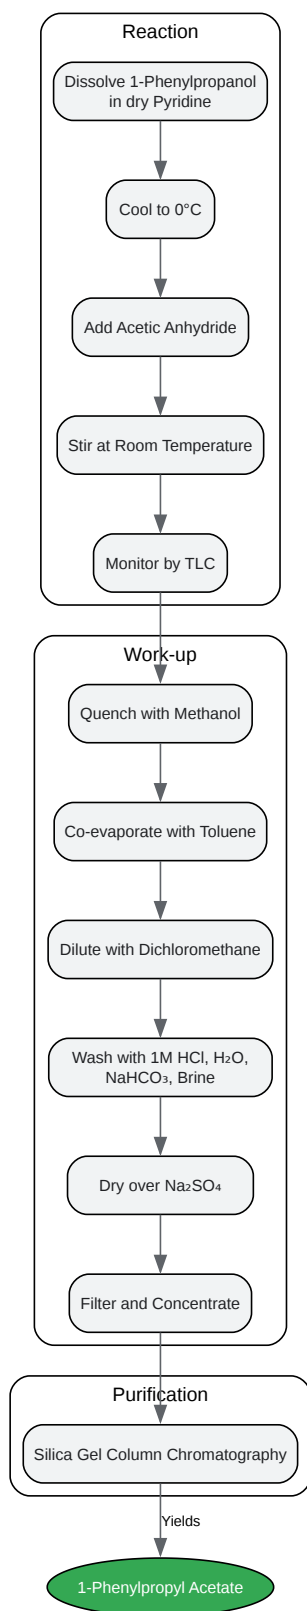 Reaction
Dissolve 1-Phenylpropanol
in dry Pyridine
Cool to 0°C
Add Acetic Anhydride
Stir at Room Temperature
Monitor by TLC
Work-up
Quench with Methanol
Co-evaporate with Toluene
Dilute with Dichloromethane
Wash with 1M HCl, H₂O,
NaHCO₃, Brine
Dry over Na₂SO₄
Filter and Concentrate
Purification
Silica Gel Column Chromatography
Yields
1-Phenylpropyl Acetate